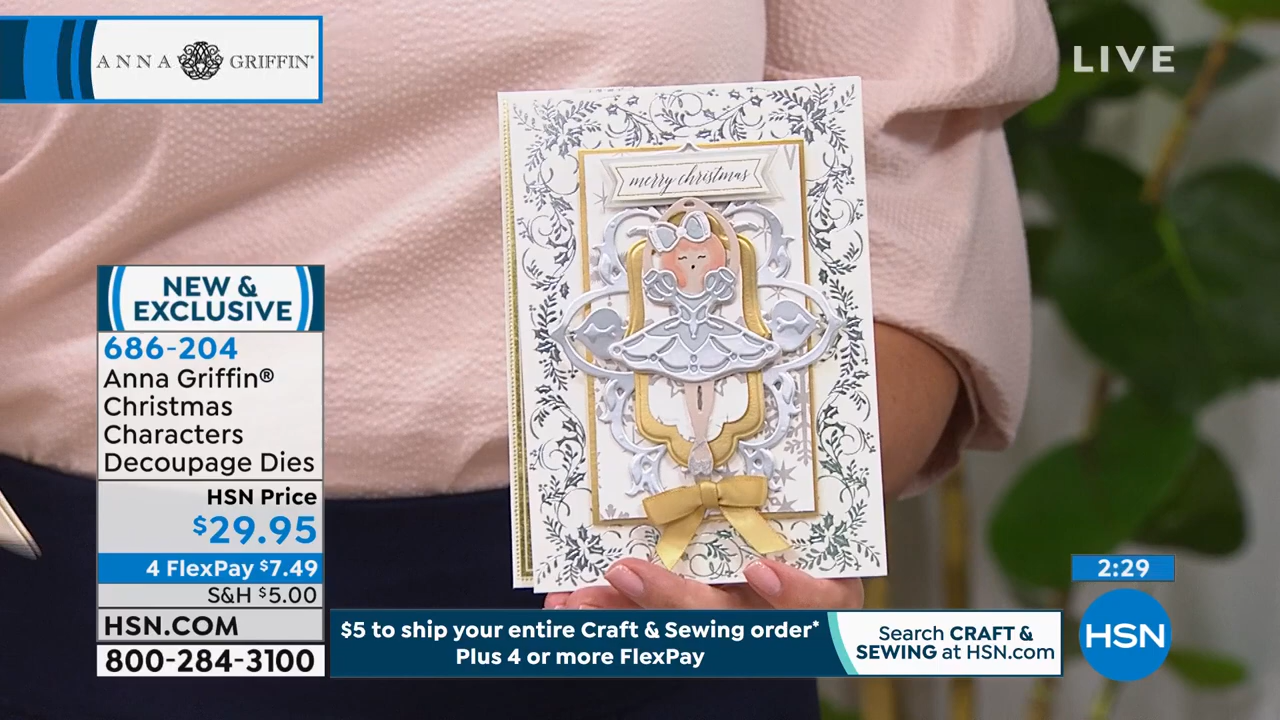 ANNA GRIFFIN®
LIVE
merry christmas
NEW &
EXCLUSIVE
686-204
Anna Griffin®
Christmas
Characters
Decoupage Dies
HSN Price
$29.95
4 FlexPay $7.49
S&H $5.00
HSN.COM
800-284-3100
$5 to ship your entire Craft & Sewing order*
Plus 4 or more FlexPay
Search CRAFT &
SEWING at HSN.com
2:29
HSN